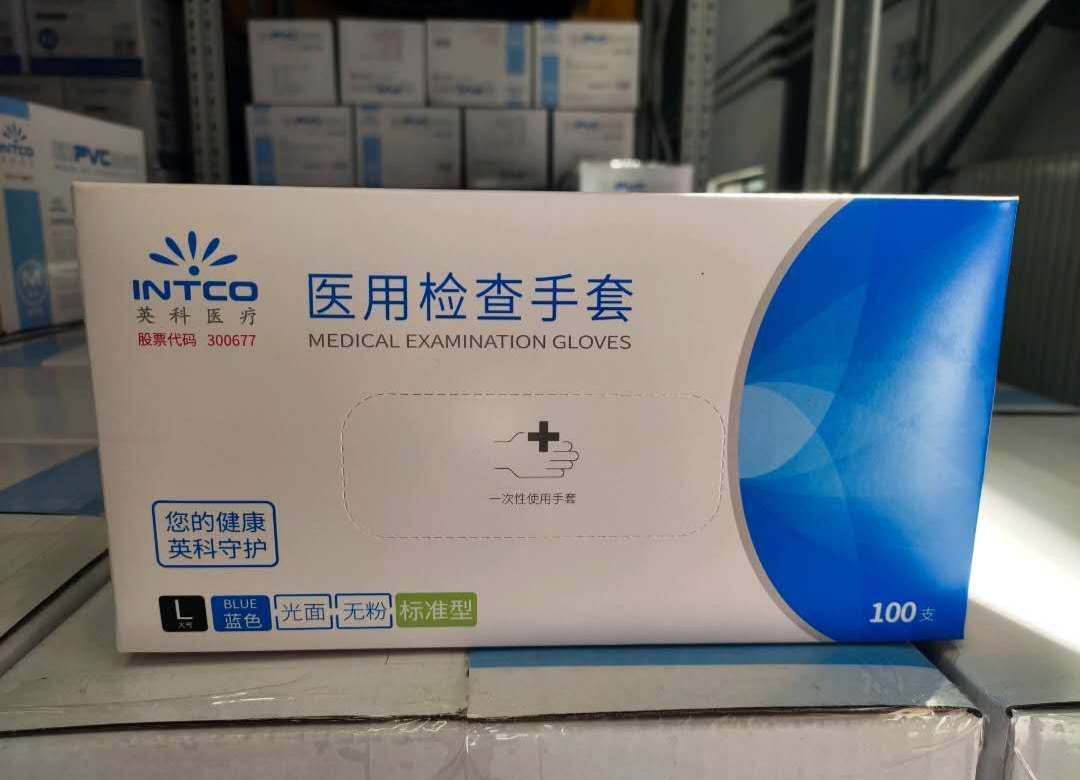 INTCO
英科医疗
股票代码 300677
医用检查手套
MEDICAL EXAMINATION GLOVES
一次性使用手套
您的健康
英科守护
L
大号
BLUE
蓝色
光面
无粉
标准型
100支
INTCO
PVC
M
PVC